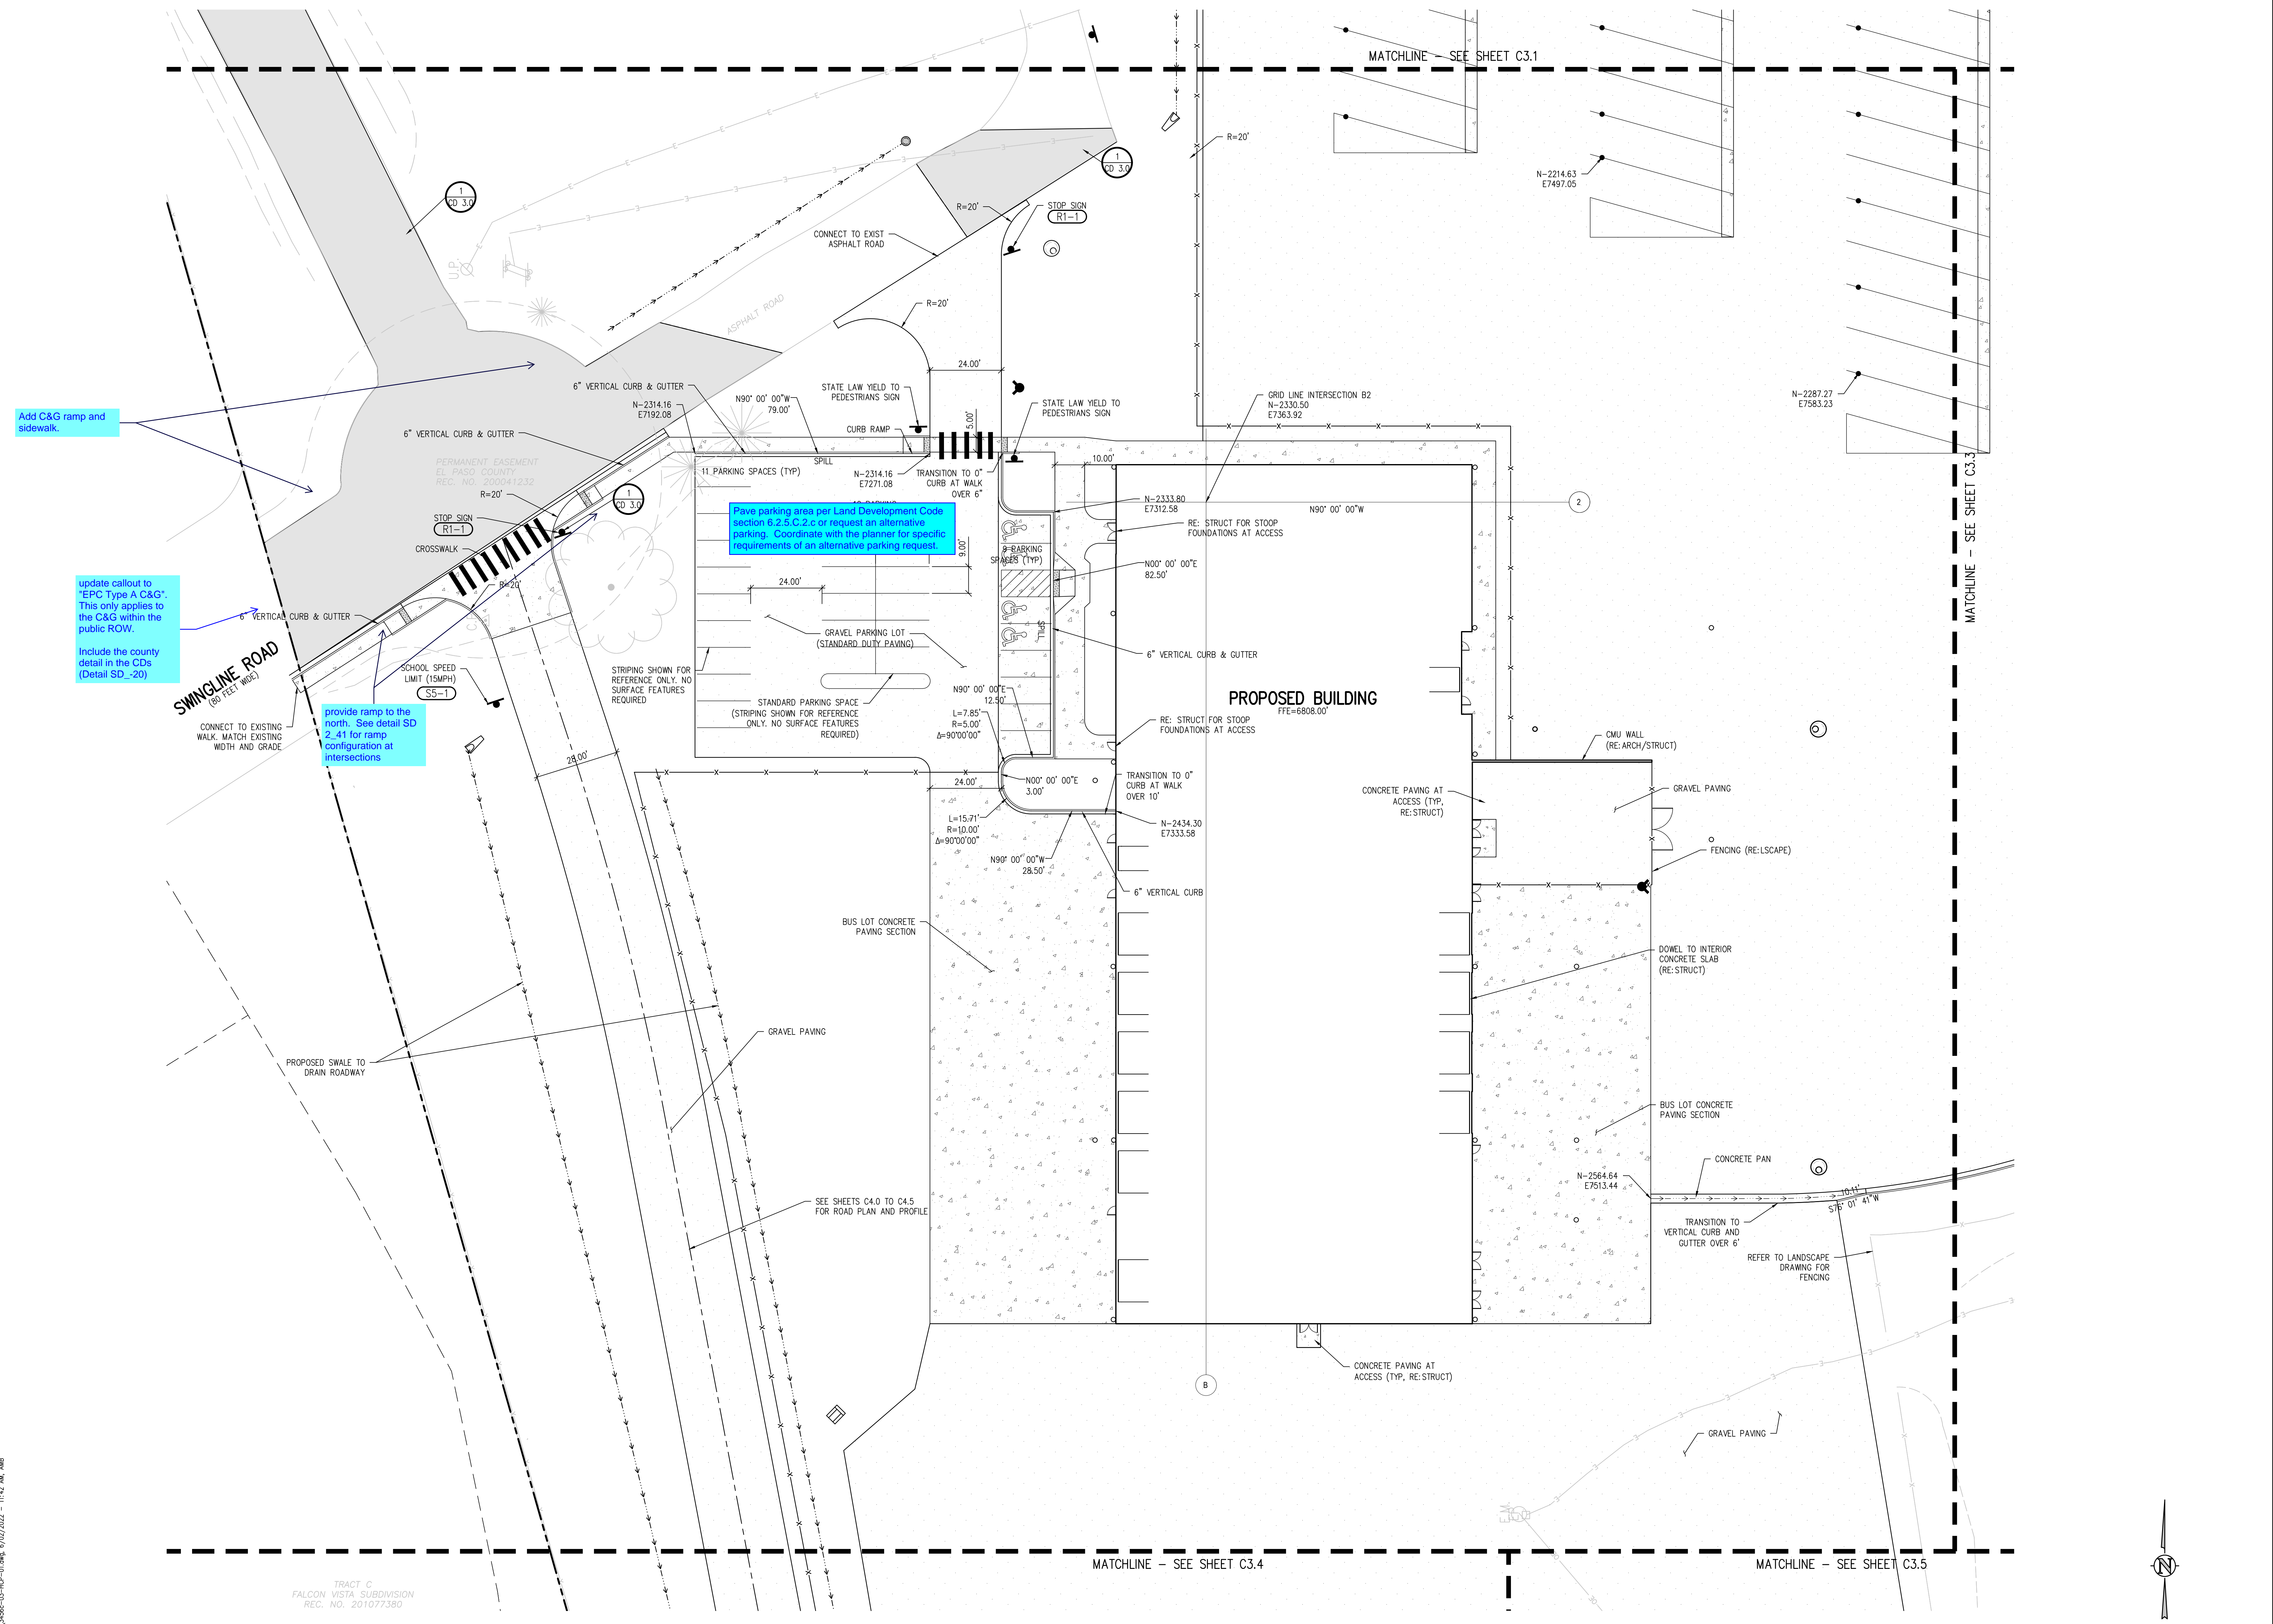 MATCHLINE – SEE SHEET C3.1
1
CD 3.0
1
CD 3.0
R=20'
N-2214.63
E7497.05
R=20'
STOP SIGN
R1-1
CONNECT TO EXIST
ASPHALT ROAD
UP.
ASPHALT ROAD
R=20'
24.00'
6" VERTICAL CURB & GUTTER
N-2314.16
E7192.08
N90° 00' 00"W
79.00'
STATE LAW YIELD TO
PEDESTRIANS SIGN
STATE LAW YIELD TO
PEDESTRIANS SIGN
5.00'
GRID LINE INTERSECTION B2
N-2330.50
E7363.92
N-2287.27
E7583.23
Add C&G ramp and
sidewalk.
6" VERTICAL CURB & GUTTER
CURB RAMP
PERMANENT EASEMENT
EL PASO COUNTY
REC. NO. 200041232
SPILL
11 PARKING SPACES (TYP)
N-2314.16
E7271.08
TRANSITION TO 0"
CURB AT WALK
OVER 6"
10.00'
MATCHLINE – SEE SHEET C3.3
R=20'
1
CD 3.0
STOP SIGN
R1-1
CROSSWALK
Pave parking area per Land Development Code
section 6.2.5.C.2.c or request an alternative
parking. Coordinate with the planner for specific
requirements of an alternative parking request.
N-2333.80
E7312.58
N90° 00' 00"W
2
RE: STRUCT FOR STOOP
FOUNDATIONS AT ACCESS
9 PARKING
SPACES (TYP)
9.00'
N00° 00' 00"E
82.50'
24.00'
R=20'
update callout to
"EPC Type A C&G".
This only applies to
the C&G within the
public ROW.
Include the county
detail in the CDs
(Detail SD_-20)
6" VERTICAL CURB & GUTTER
SWINGLINE ROAD
(80 FEET WIDE)
GRAVEL PARKING LOT
(STANDARD DUTY PAVING)
SPILL
6" VERTICAL CURB & GUTTER
SCHOOL SPEED
LIMIT (15MPH)
S5-1
STRIPING SHOWN FOR
REFERENCE ONLY. NO
SURFACE FEATURES
REQUIRED
STANDARD PARKING SPACE
(STRIPING SHOWN FOR REFERENCE
ONLY. NO SURFACE FEATURES
REQUIRED)
N90° 00' 00"E
12.50'
L=7.85'
R=5.00'
Δ=90°00'00"
PROPOSED BUILDING
FFE=6808.00'
RE: STRUCT FOR STOOP
FOUNDATIONS AT ACCESS
CONNECT TO EXISTING
WALK. MATCH EXISTING
WIDTH AND GRADE
provide ramp to the
north. See detail SD
2_41 for ramp
configuration at
intersections
CMU WALL
(RE:ARCH/STRUCT)
28.00'
24.00'
N00° 00' 00"E
3.00'
TRANSITION TO 0"
CURB AT WALK
OVER 10'
CONCRETE PAVING AT
ACCESS (TYP,
RE:STRUCT)
GRAVEL PAVING
L=15.71'
R=10.00'
Δ=90°00'00"
N-2434.30
E7333.58
FENCING (RE:LSCAPE)
N90° 00' 00"W
28.50'
6" VERTICAL CURB
BUS LOT CONCRETE
PAVING SECTION
DOWEL TO INTERIOR
CONCRETE SLAB
(RE:STRUCT)
GRAVEL PAVING
PROPOSED SWALE TO
DRAIN ROADWAY
BUS LOT CONCRETE
PAVING SECTION
CONCRETE PAN
N-2564.64
E7513.44
10.11'
S76° 01' 41"W
SEE SHEETS C4.0 TO C4.5
FOR ROAD PLAN AND PROFILE
TRANSITION TO
VERTICAL CURB AND
GUTTER OVER 6'
REFER TO LANDSCAPE
DRAWING FOR
FENCING
CONCRETE PAVING AT
ACCESS (TYP, RE:STRUCT)
B
GRAVEL PAVING
MATCHLINE – SEE SHEET C3.4
MATCHLINE – SEE SHEET C3.5
N
TRACT C
FALCON VISTA SUBDIVISION
REC. NO. 201077380